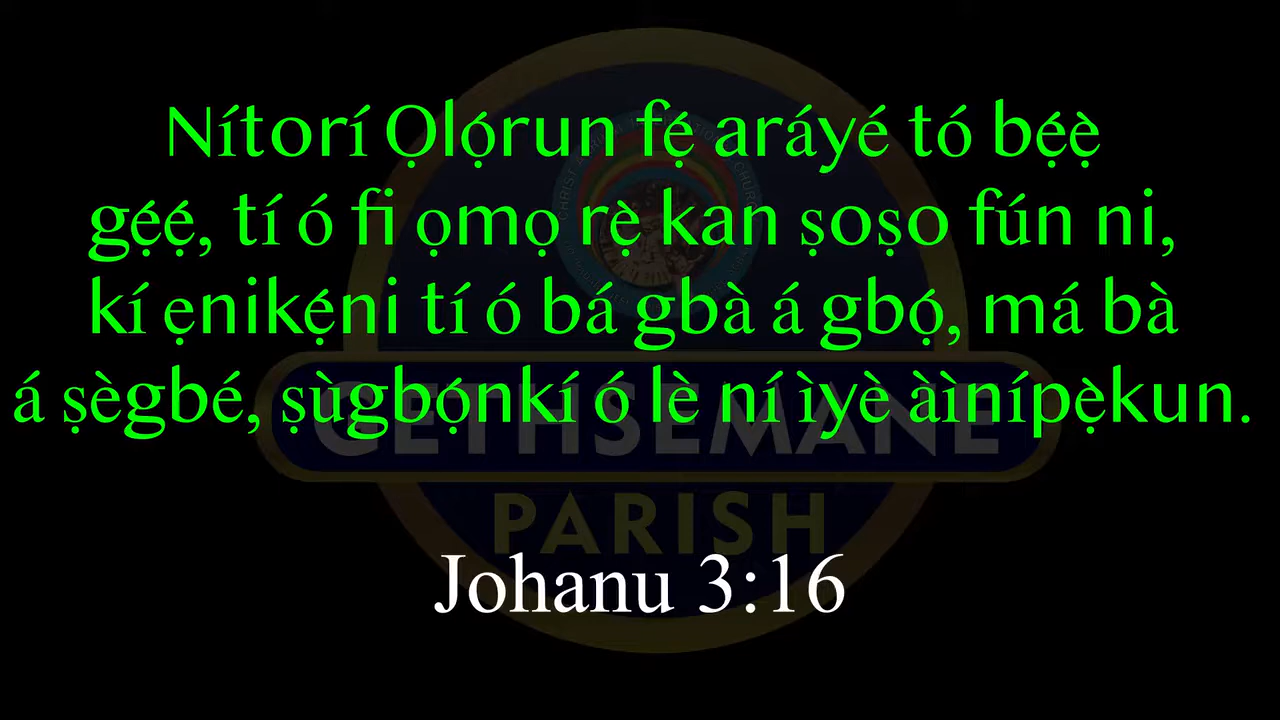 Nítorí Ọlọ́run fẹ́ aráyé tó bẹ́ẹ̀
gẹ́ẹ́, tí ó fi ọmọ rẹ̀ kan ṣoṣo fún ni,
kí ẹnikẹ́ni tí ó bá gbà á gbọ́, má bà
á ṣègbé, ṣùgbọ́nkí ó lè ní ìyè àìnípẹ̀kun.
GETHSEMANE
PARISH
Johanu 3:16